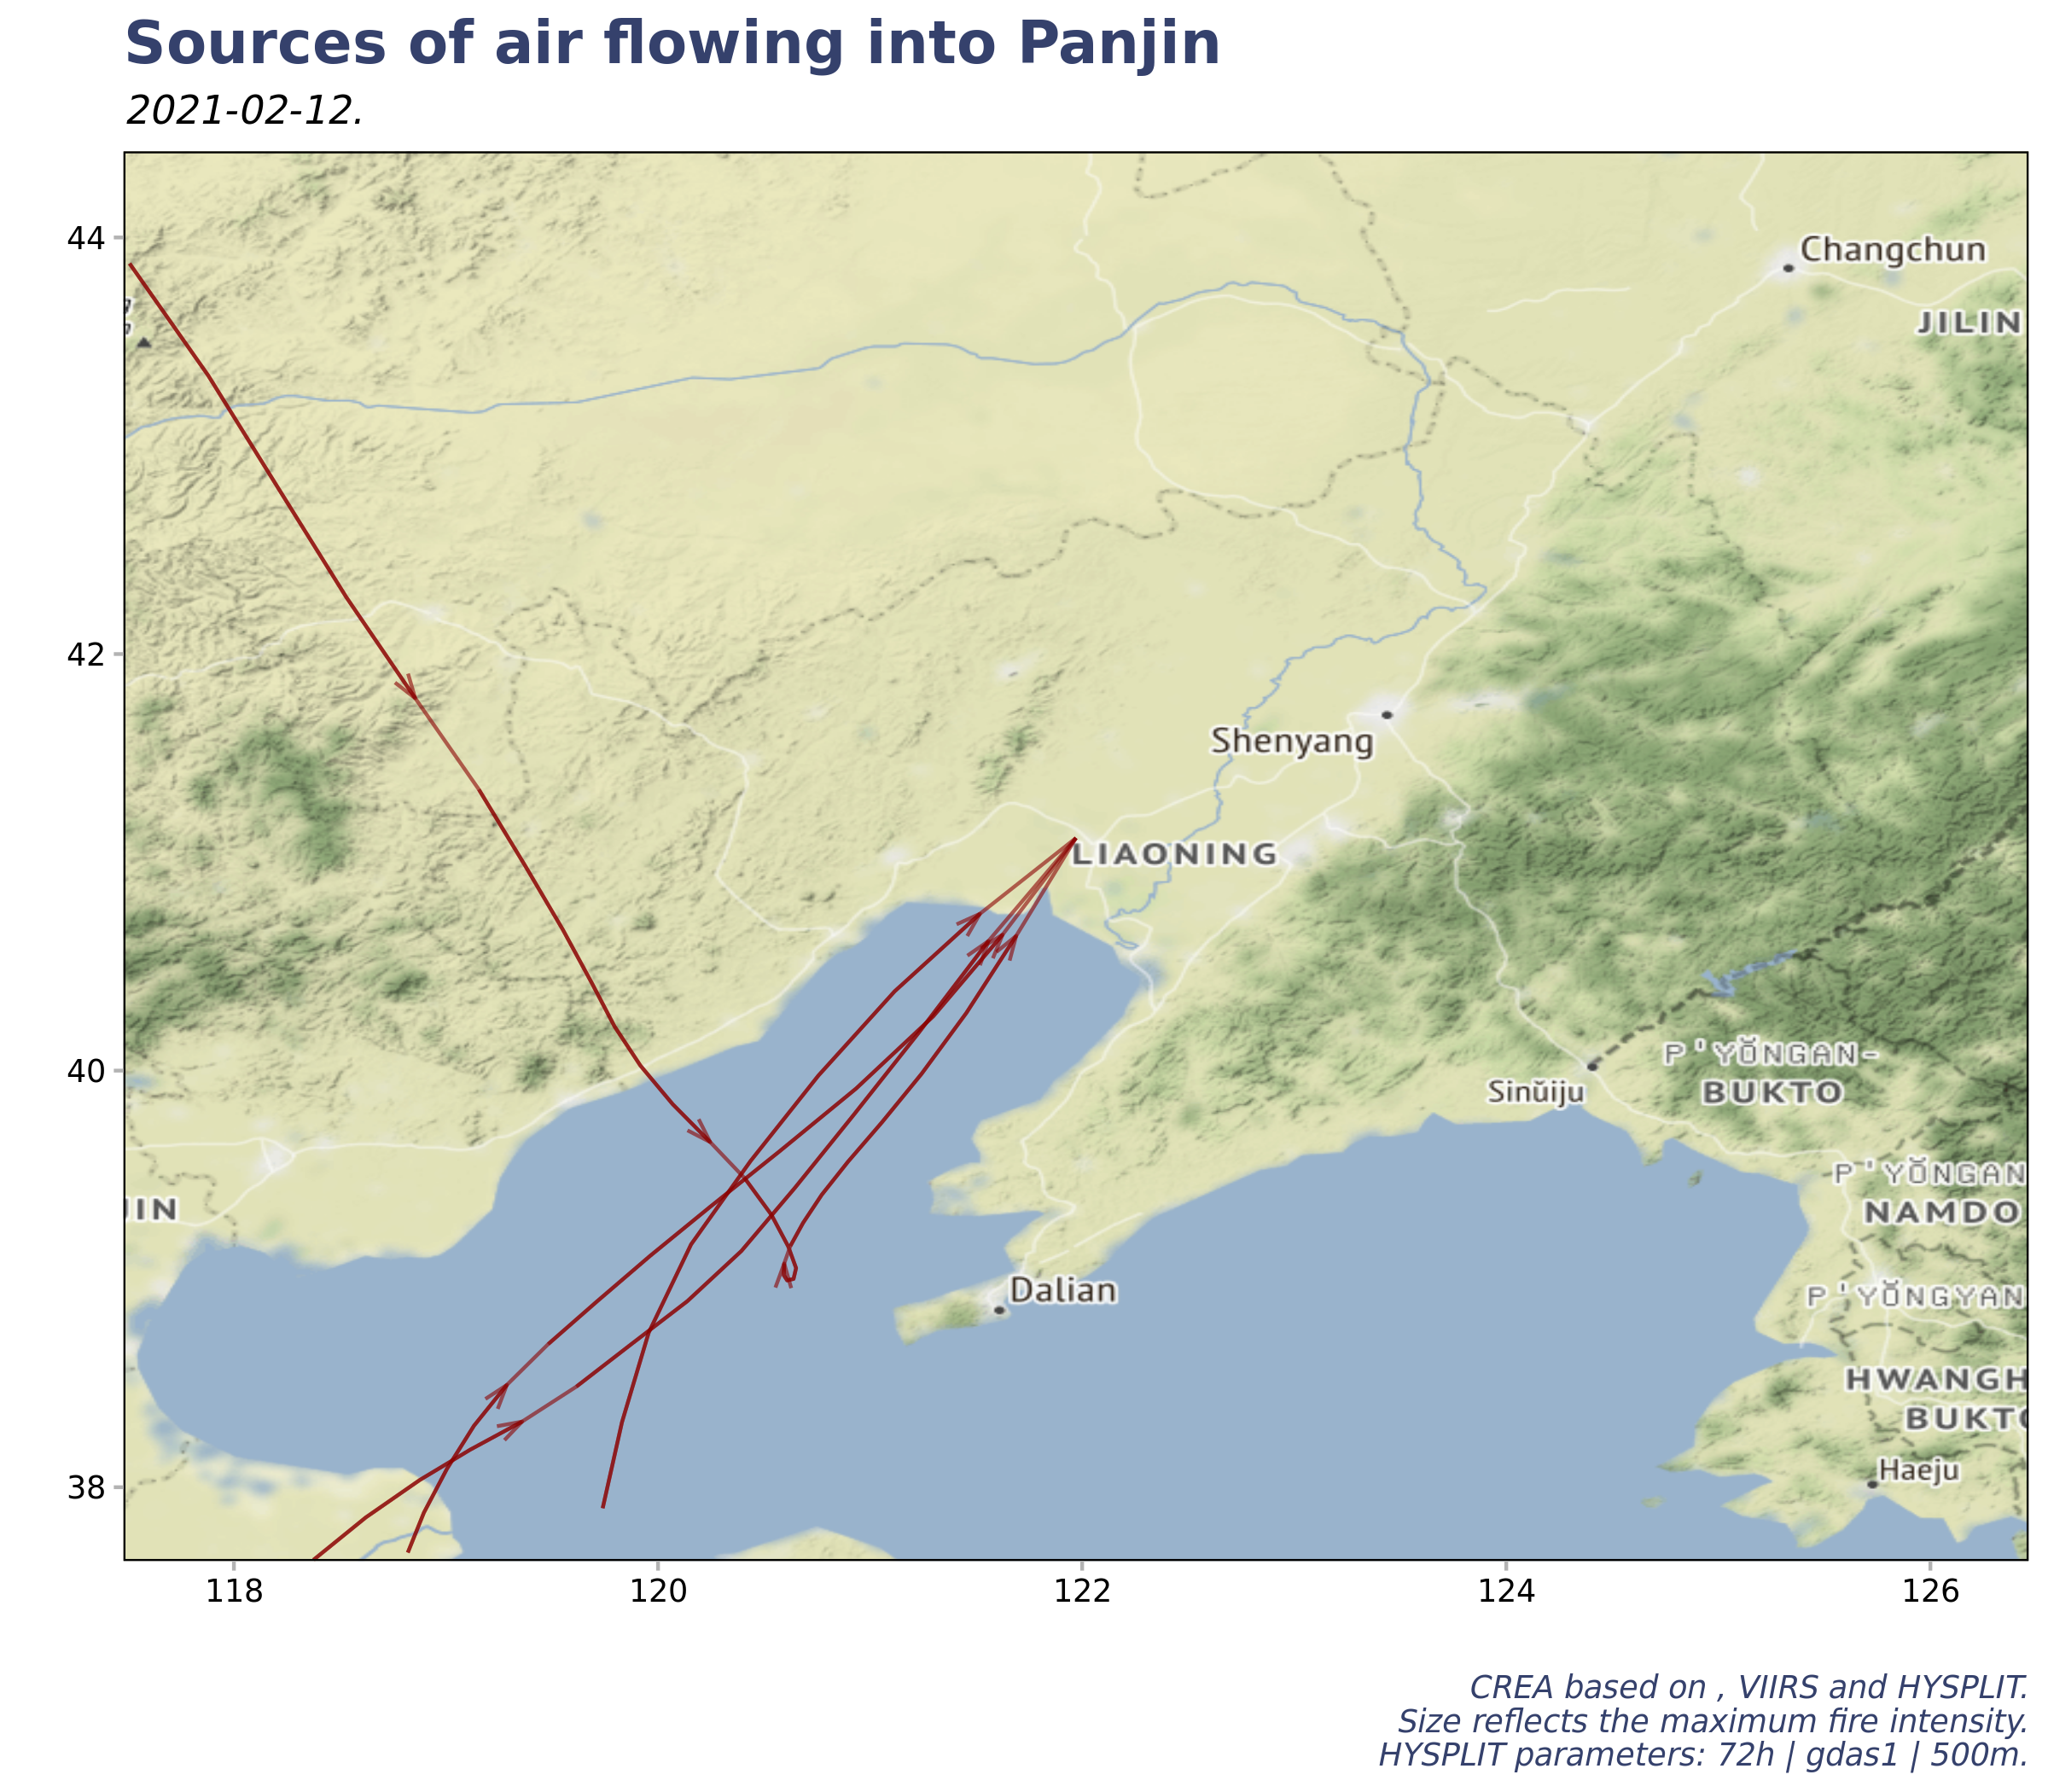 Sources of air flowing into Panjin
2021-02-12.
44
42
40
38
Changchun
JILIN
Shenyang
LIAONING
P'YŎNGAN-
BUKTO
Sinŭiju
P'YŎNGAN
NAMDO
JIN
Dalian
P'YŎNGYAN
HWANGH
BUKTO
Haeju
118
120
122
124
126
CREA based on , VIIRS and HYSPLIT.
Size reflects the maximum fire intensity.
HYSPLIT parameters: 72h | gdas1 | 500m.